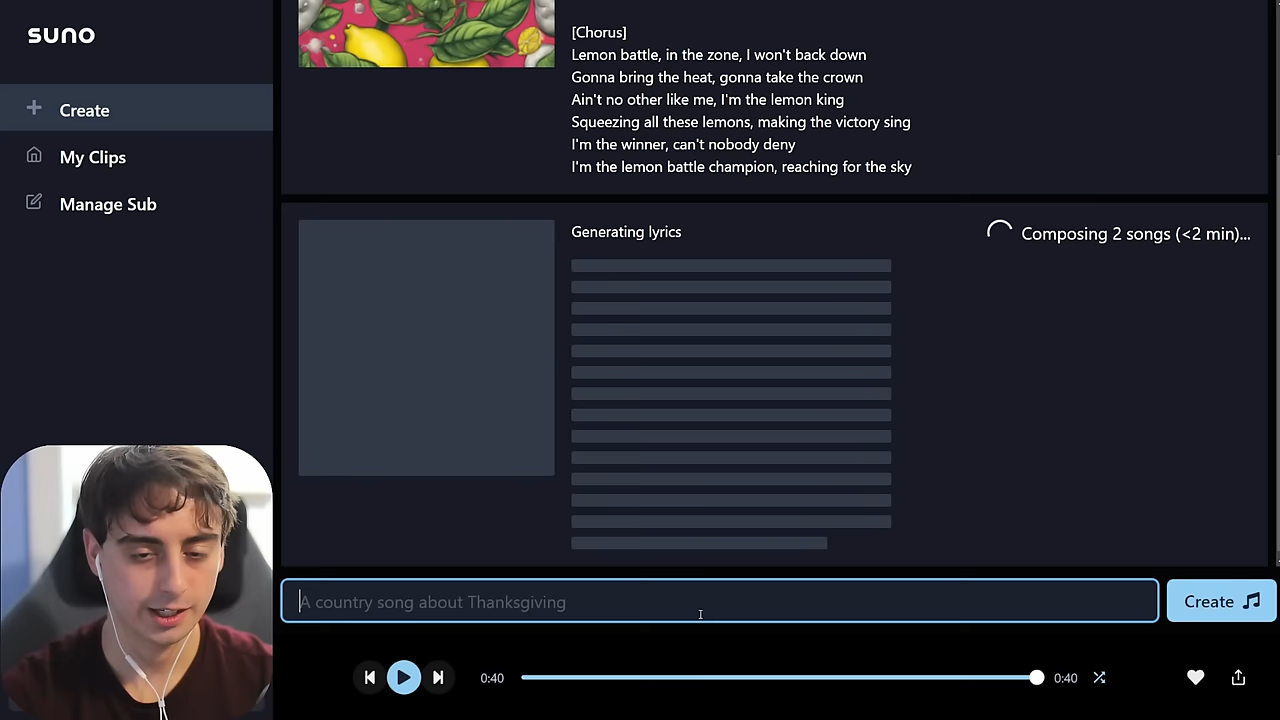 suno
Create
My Clips
Manage Sub
[Chorus]
Lemon battle, in the zone, I won't back down
Gonna bring the heat, gonna take the crown
Ain't no other like me, I'm the lemon king
Squeezing all these lemons, making the victory sing
I'm the winner, can't nobody deny
I'm the lemon battle champion, reaching for the sky
Generating lyrics
Composing 2 songs (<2 min)...
A country song about Thanksgiving
Create
0:40
0:40